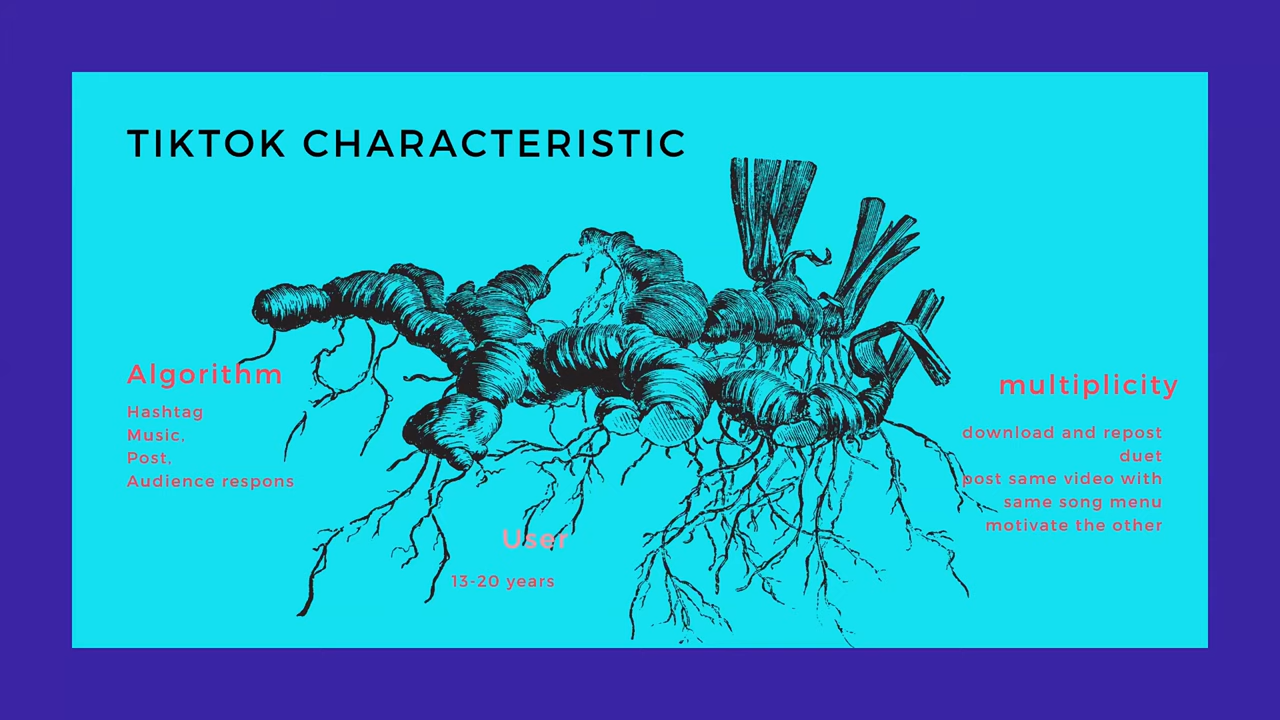 TIKTOK CHARACTERISTIC
Algorithm
Hashtag
Music,
Post,
Audience respons
User
13-20 years
multiplicity
download and repost
duet
post same video with
same song menu
motivate the other